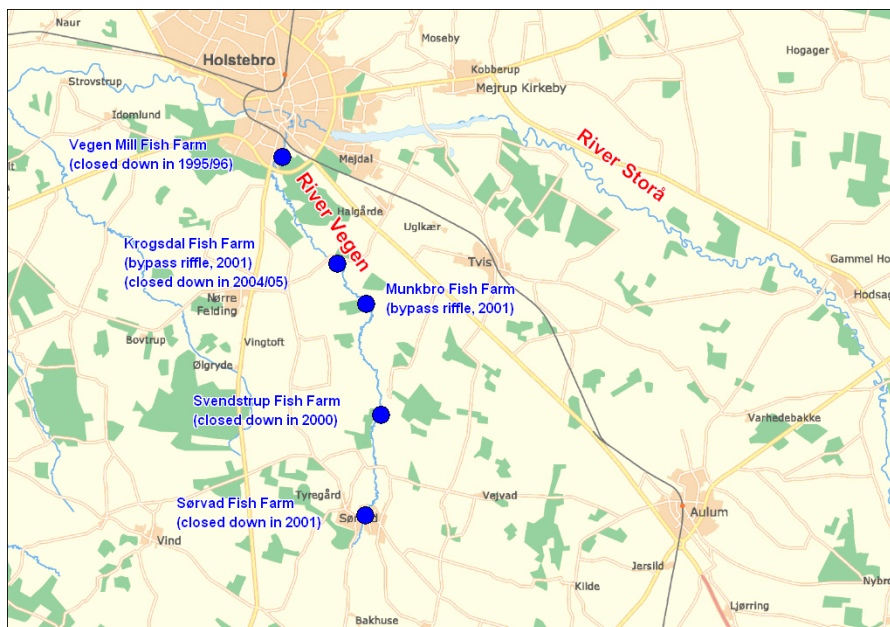 Naur
Moseby
Hogager
Holstebro
Kobberup
Strovstrup
Mejrup Kirkeby
Idomlund
Vegen Mill Fish Farm
(closed down in 1995/96)
Mejdal
River Storå
River Vegen
Halgårde
Uglkær
Krogsdal Fish Farm
(bypass riffle, 2001)
(closed down in 2004/05)
Tvis
Gammel Ho
Munkbro Fish Farm
(bypass riffle, 2001)
Hodsag
Nørre
Felding
Bovtrup
Vingtoft
Ølgryde
Svendstrup Fish Farm
(closed down in 2000)
Varhedebakke
Sørvad Fish Farm
(closed down in 2001)
Tyregård
Vejvad
Aulum
Vind
Jersild
Kilde
Nybro
Ljørring
Bakhuse